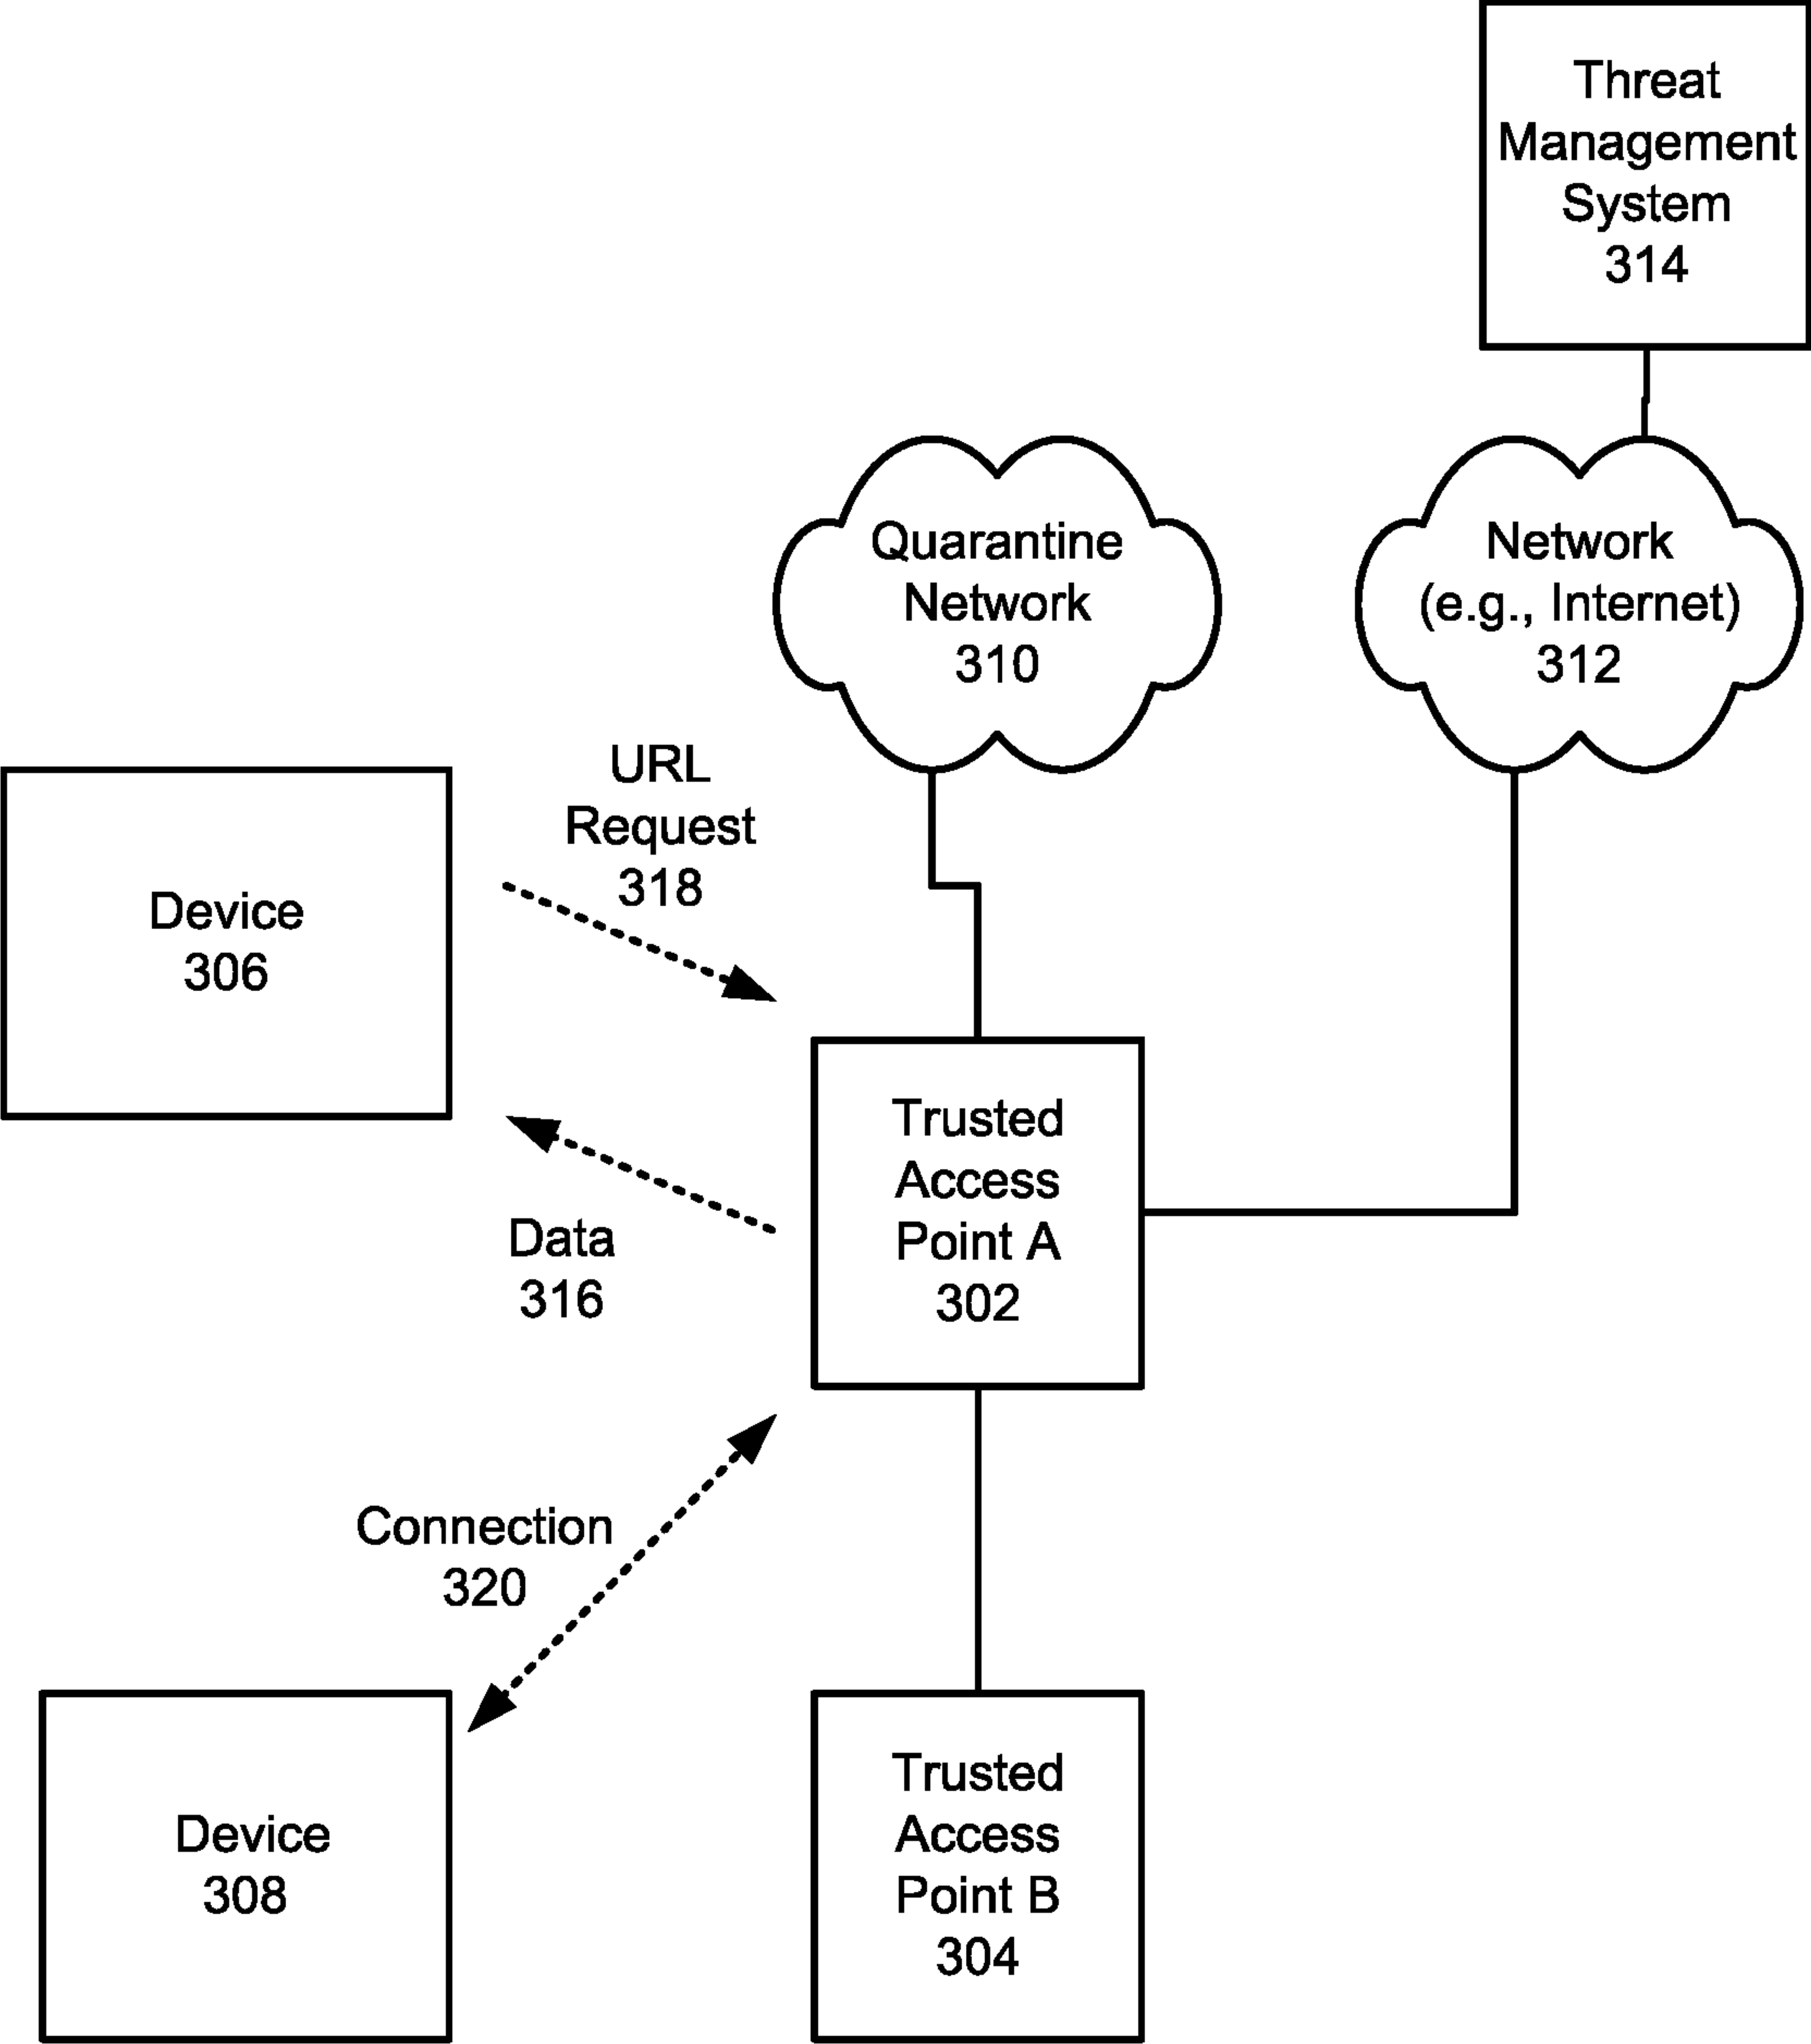 Threat
Management
System
314
Quarantine
Network
310
Network
(e.g., Internet)
312
URL
Request
318
Device
306
Trusted
Access
Point A
302
Data
316
Connection
320
Device
308
Trusted
Access
Point B
304